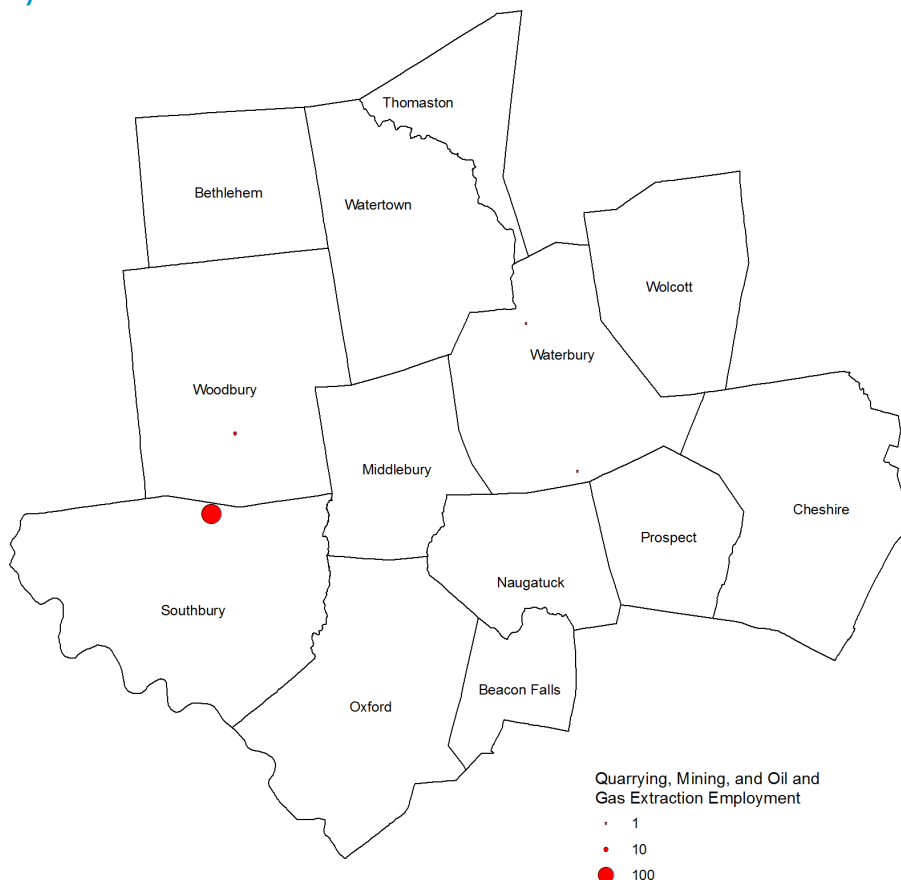 Thomaston
Bethlehem
Watertown
Wolcott
Waterbury
Woodbury
Middlebury
Cheshire
Prospect
Naugatuck
Southbury
Beacon Falls
Oxford
Quarrying, Mining, and Oil and
Gas Extraction Employment
1
10
100